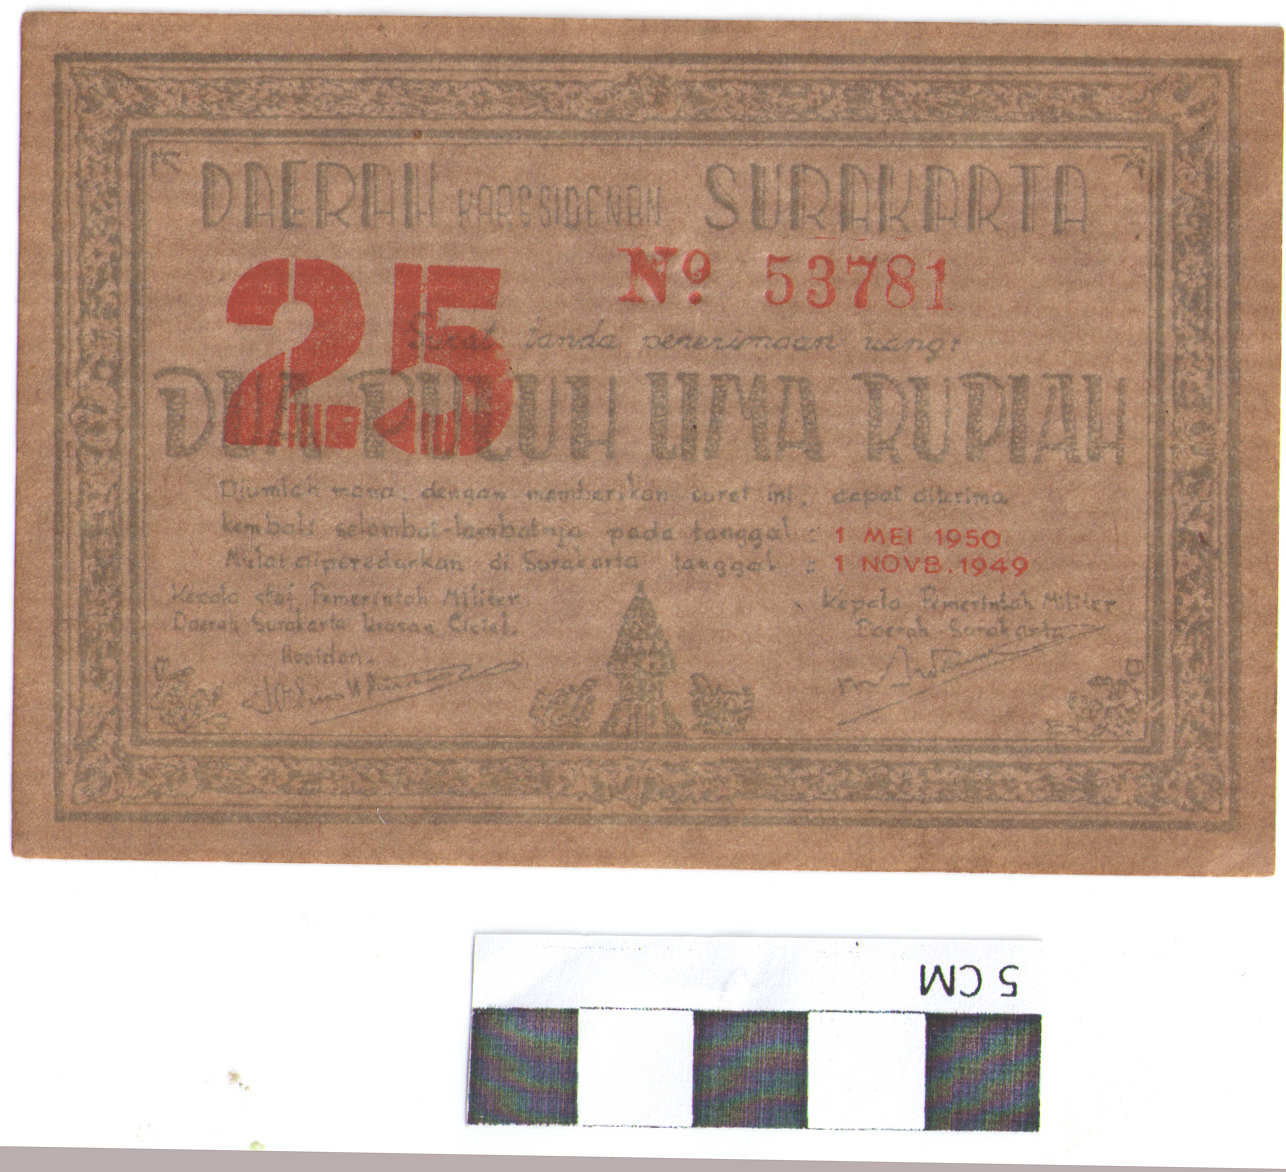 DAERAH KARESIDENAN SURAKARTA
25
No. 53781
Surat tanda penerimaan uang:
DUA PULUH LIMA RUPIAH
Djumlah mana, dengan memberikan surat ini, dapat diterima
kembali selambat-lambatnja pada tanggal : 1 MEI 1950
Mulai diperedarkan di Surakarta tanggal : 1 NOVB. 1949
Kepala staf Pemerintah Militer
Daerah Surakarta Urusan Civiel.
Residen.
Kepala Pemerintah Militer
Daerah Surakarta
5 CM